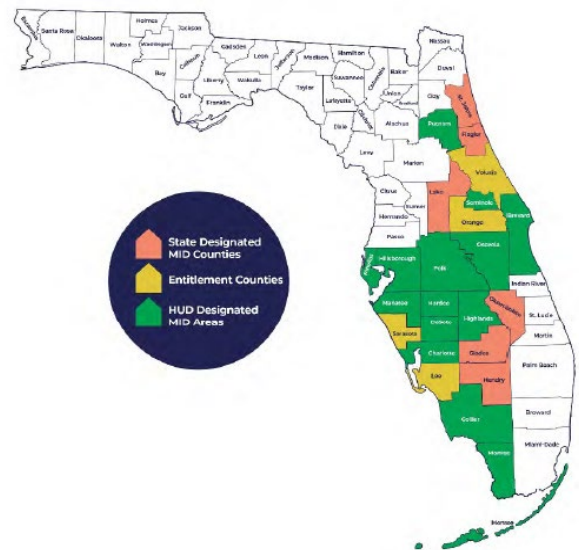 Holmes
Jackson
Santa Rosa
Okaloosa
Walton
Washington
Bay
Calhoun
Gulf
Gadsden
Liberty
Franklin
Leon
Wakulla
Jefferson
Madison
Taylor
Hamilton
Suwannee
Lafayette
Dixie
Columbia
Baker
Union
Nassau
Duval
Clay
St. Johns
Putnam
Flagler
Alachua
Levy
Marion
Volusia
Citrus
Sumter
Lake
Seminole
Hernando
Orange
Brevard
Pasco
Osceola
Pinellas
Hillsborough
Polk
Indian River
Manatee
Hardee
Okeechobee
St. Lucie
Highlands
Martin
Sarasota
DeSoto
Charlotte
Glades
Palm Beach
Lee
Hendry
Collier
Broward
Monroe
Miami-Dade
Monroe
State Designated
MID Counties
Entitlement Counties
HUD Designated
MID Areas